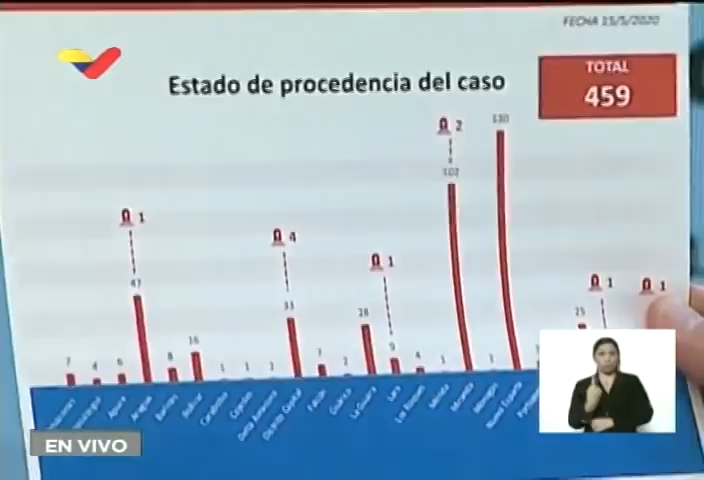 FECHA 15/5/2020
Estado de procedencia del caso
TOTAL
459
130
2
102
1
4
1
1
1
47
33
28
25
16
9
8
7
7
6
4
4
1
1
1
1
Apure
Aragua
Barinas
Bolívar
Carabobo
Cojedes
Delta Amacuro
Distrito Capital
Falcón
Guárico
La Guaira
Lara
Los Roques
Mérida
Miranda
Monagas
Nueva Esparta
EN VIVO